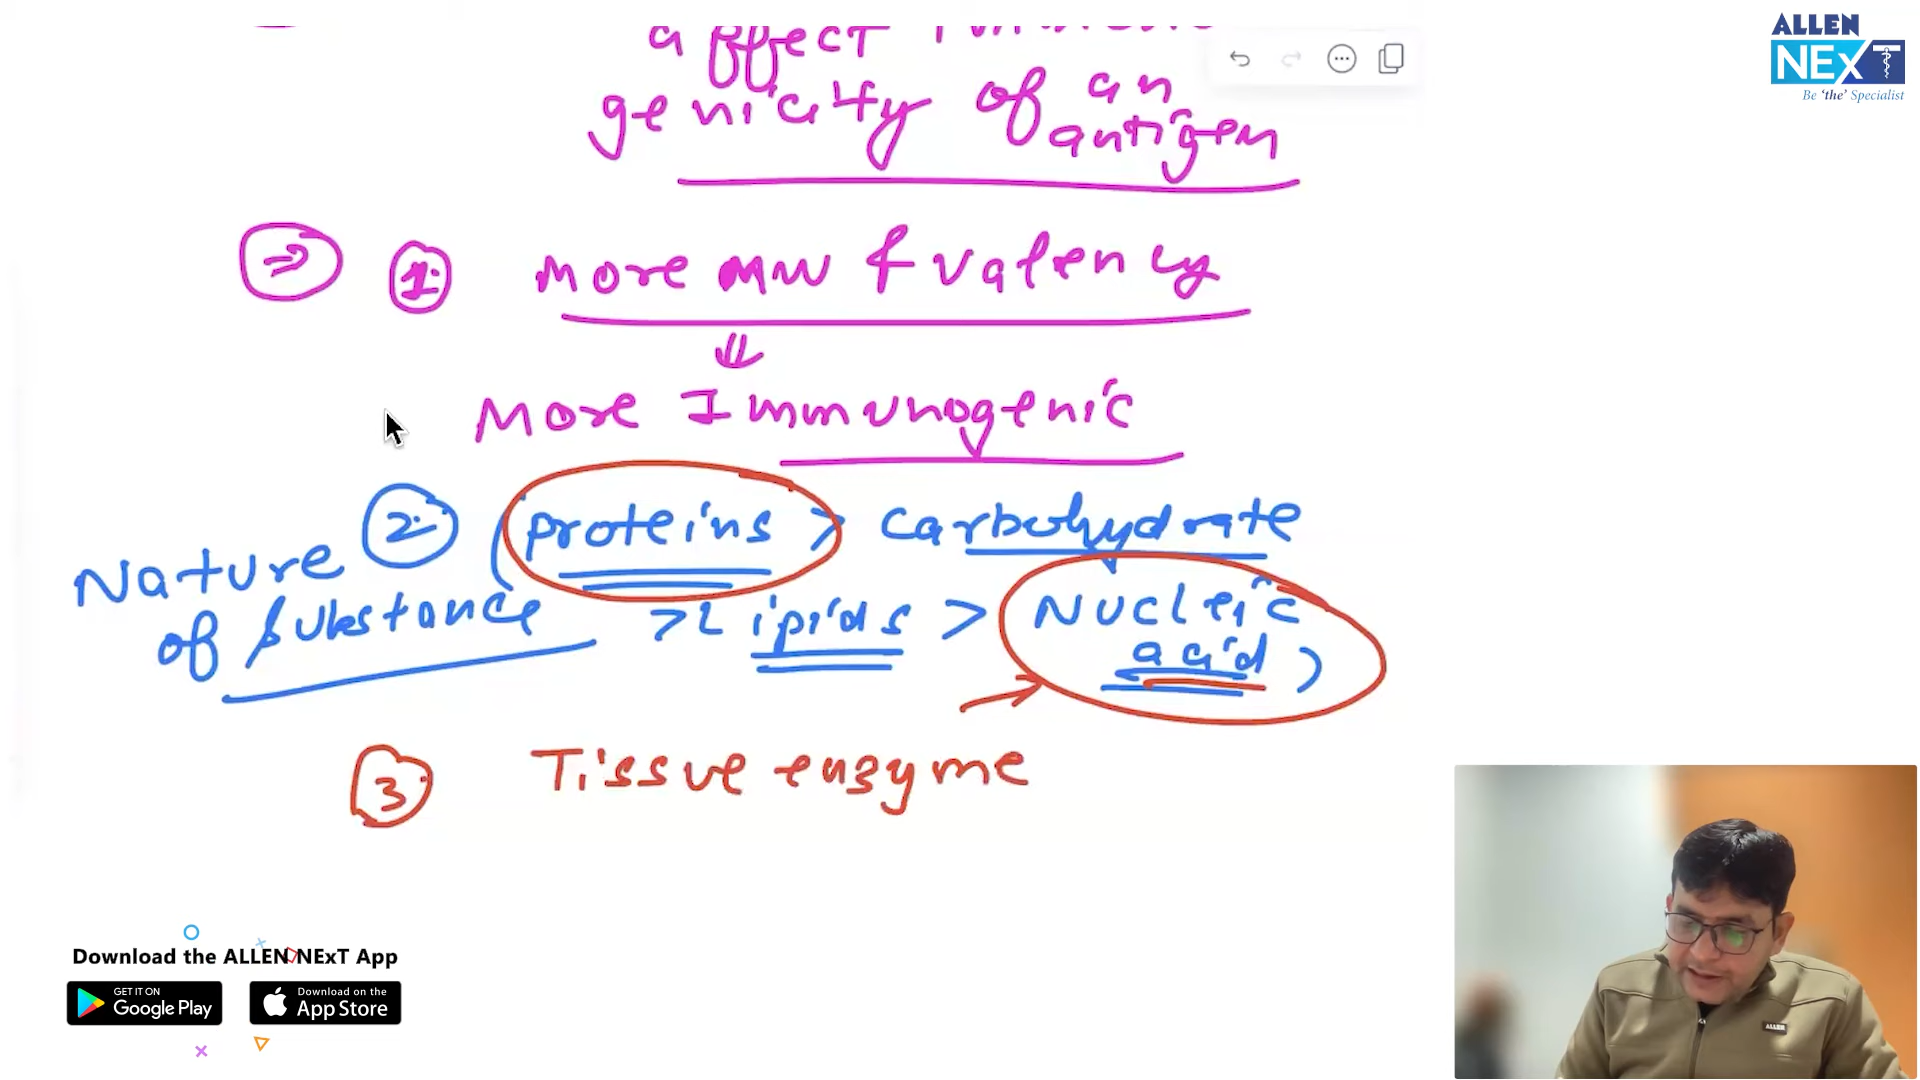 ALLEN
NEXT
Be 'the' Specialist
affect
genicity of an
antigen
⇒ 1. More MW & valency
⇓
More Immunogenic
2. (proteins > carbohydrate
Nature
of substance
> Lipids > Nucleic
acid)
3 Tissue enzyme
Download the ALLEN NExT App
GET IT ON
Google Play
Download on the
App Store
ALLEN